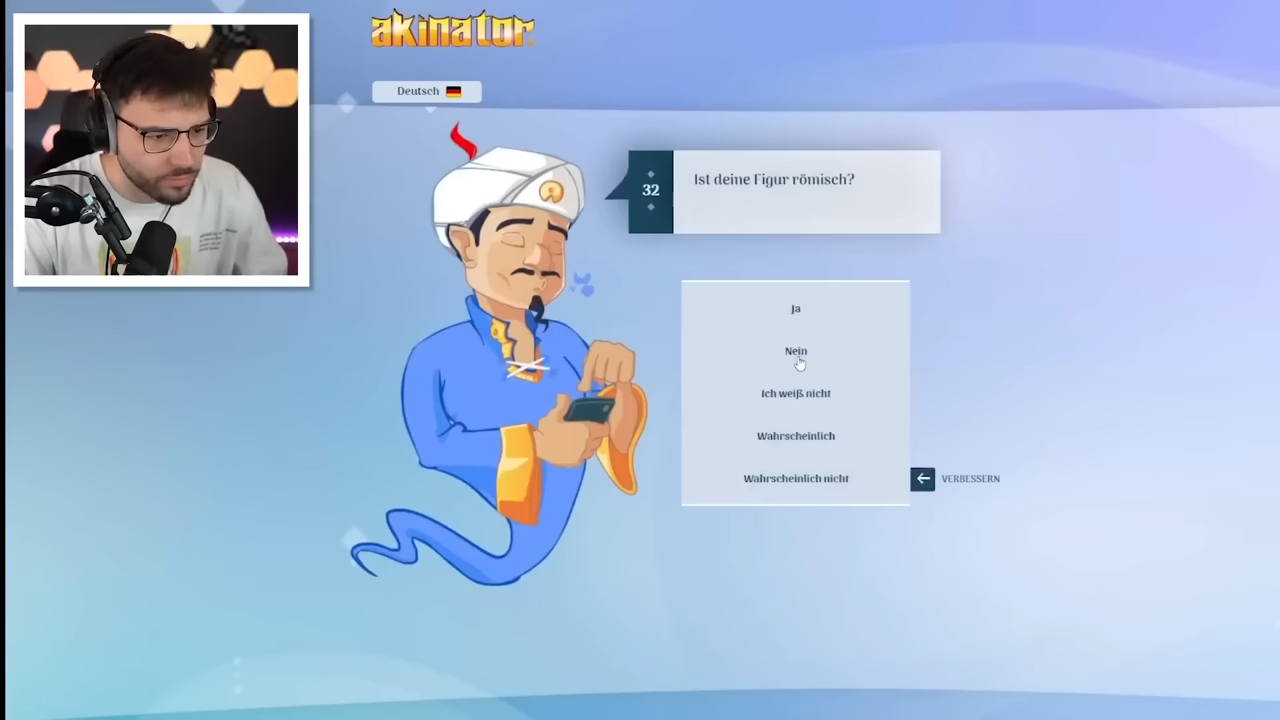 akinator
Deutsch
32
Ist deine Figur römisch?
Ja
Nein
Ich weiß nicht
Wahrscheinlich
Wahrscheinlich nicht
VERBESSERN